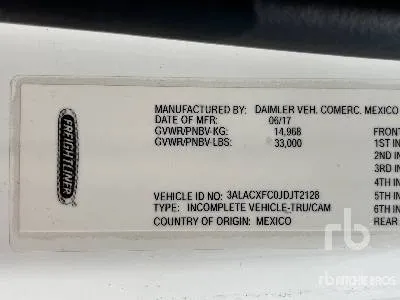 FREIGHTLINER
MANUFACTURED BY: DAIMLER VEH. COMERC. MEXICO
DATE OF MFR: 06/17
GVWR/PNBV-KG: 14,968
GVWR/PNBV-LBS: 33,000
FRONT
1ST IN
2ND IN
3RD IN
4TH IN
VEHICLE ID NO: 3ALACXFC0JDJT2128 5TH IN
TYPE: INCOMPLETE VEHICLE-TRU/CAM 6TH IN
COUNTRY OF ORIGIN: MEXICO REAR
rb
rb RITCHIE BROS